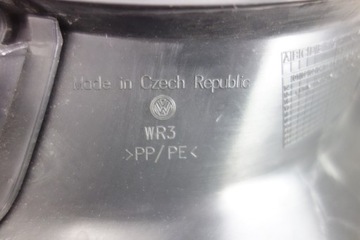 Made in Czech Republic
WR3
>PP/PE<